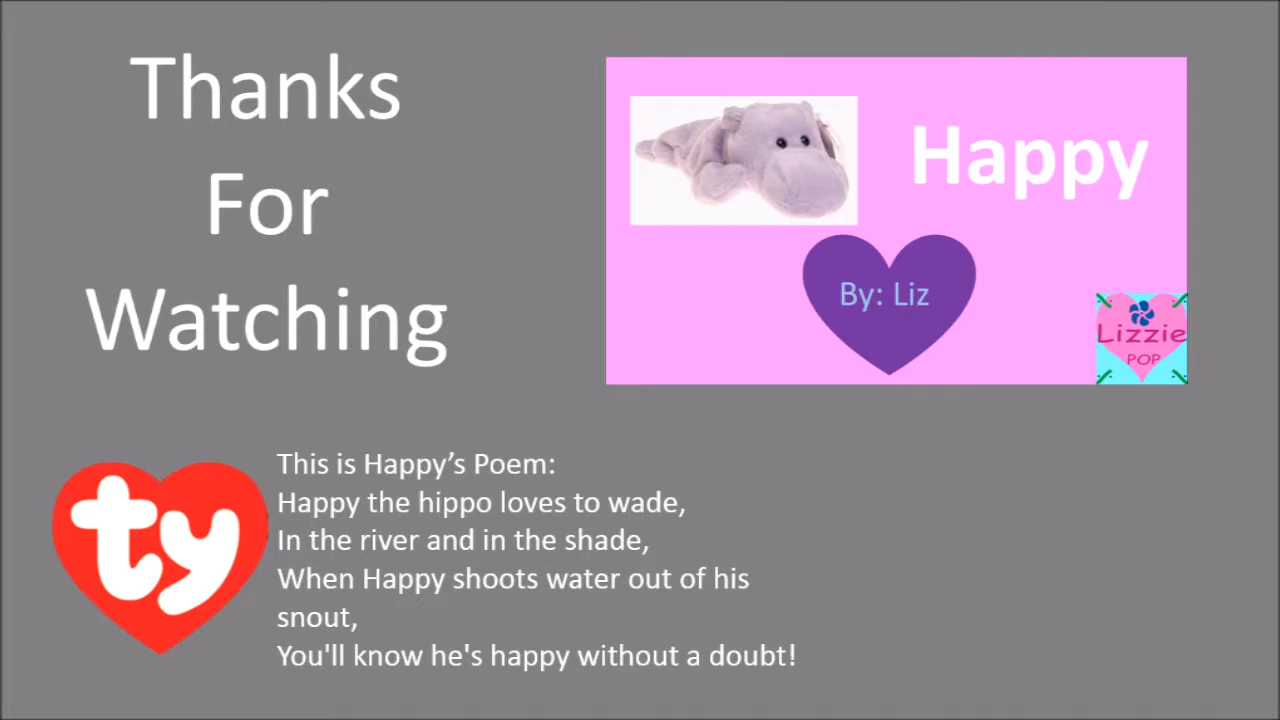 Thanks
For
Watching
Happy
By: Liz
Lizzie
POP
ty
This is Happy’s Poem:
Happy the hippo loves to wade,
In the river and in the shade,
When Happy shoots water out of his
snout,
You'll know he's happy without a doubt!